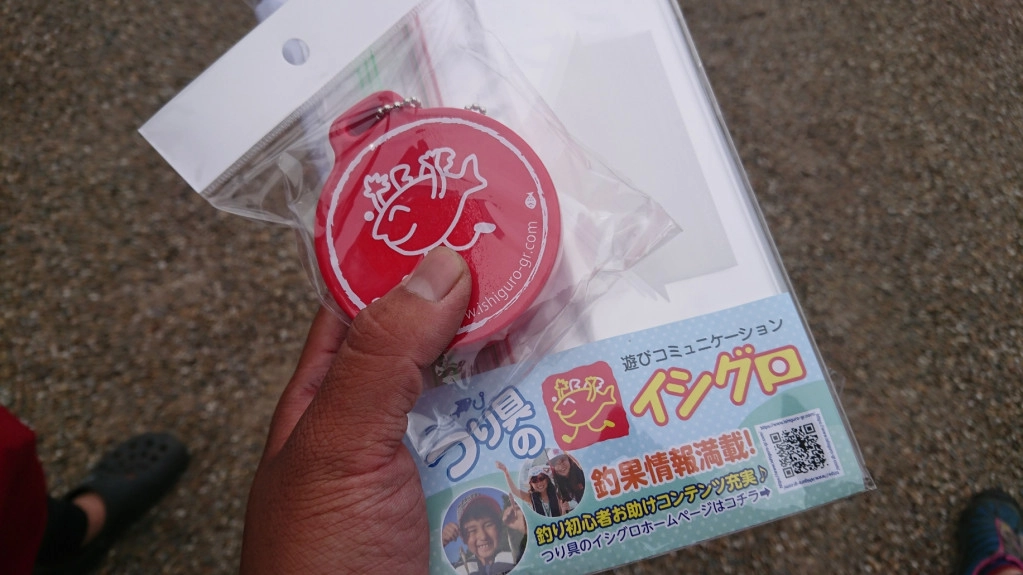 w.ishiguro-gr.com
遊びコミュニケーション
つり具の
イシグロ
釣果情報満載!
釣り初心者お助けコンテンツ充実♪
つり具のイシグロホームページはコチラ➡